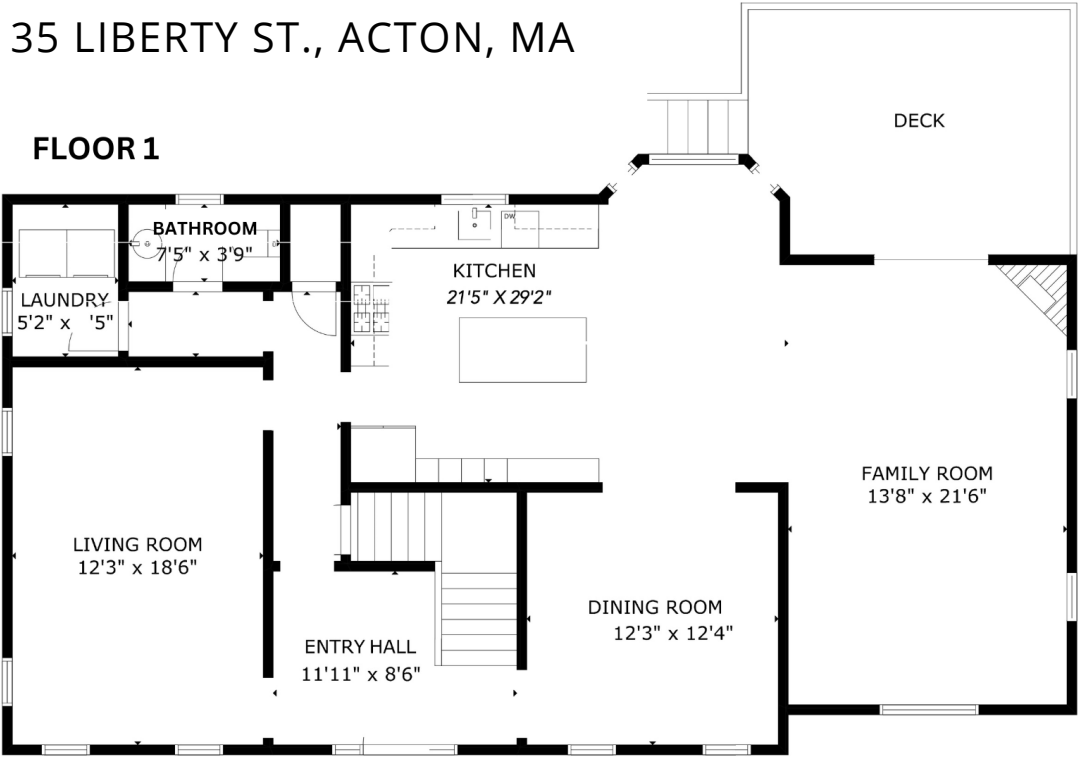 35 LIBERTY ST., ACTON, MA
DECK
FLOOR 1
BATHROOM
7'5" x 3'9"
DW
KITCHEN
21'5" X 29'2"
LAUNDRY
5'2" x '5"
FAMILY ROOM
13'8" x 21'6"
LIVING ROOM
12'3" x 18'6"
DINING ROOM
12'3" x 12'4"
ENTRY HALL
11'11" x 8'6"